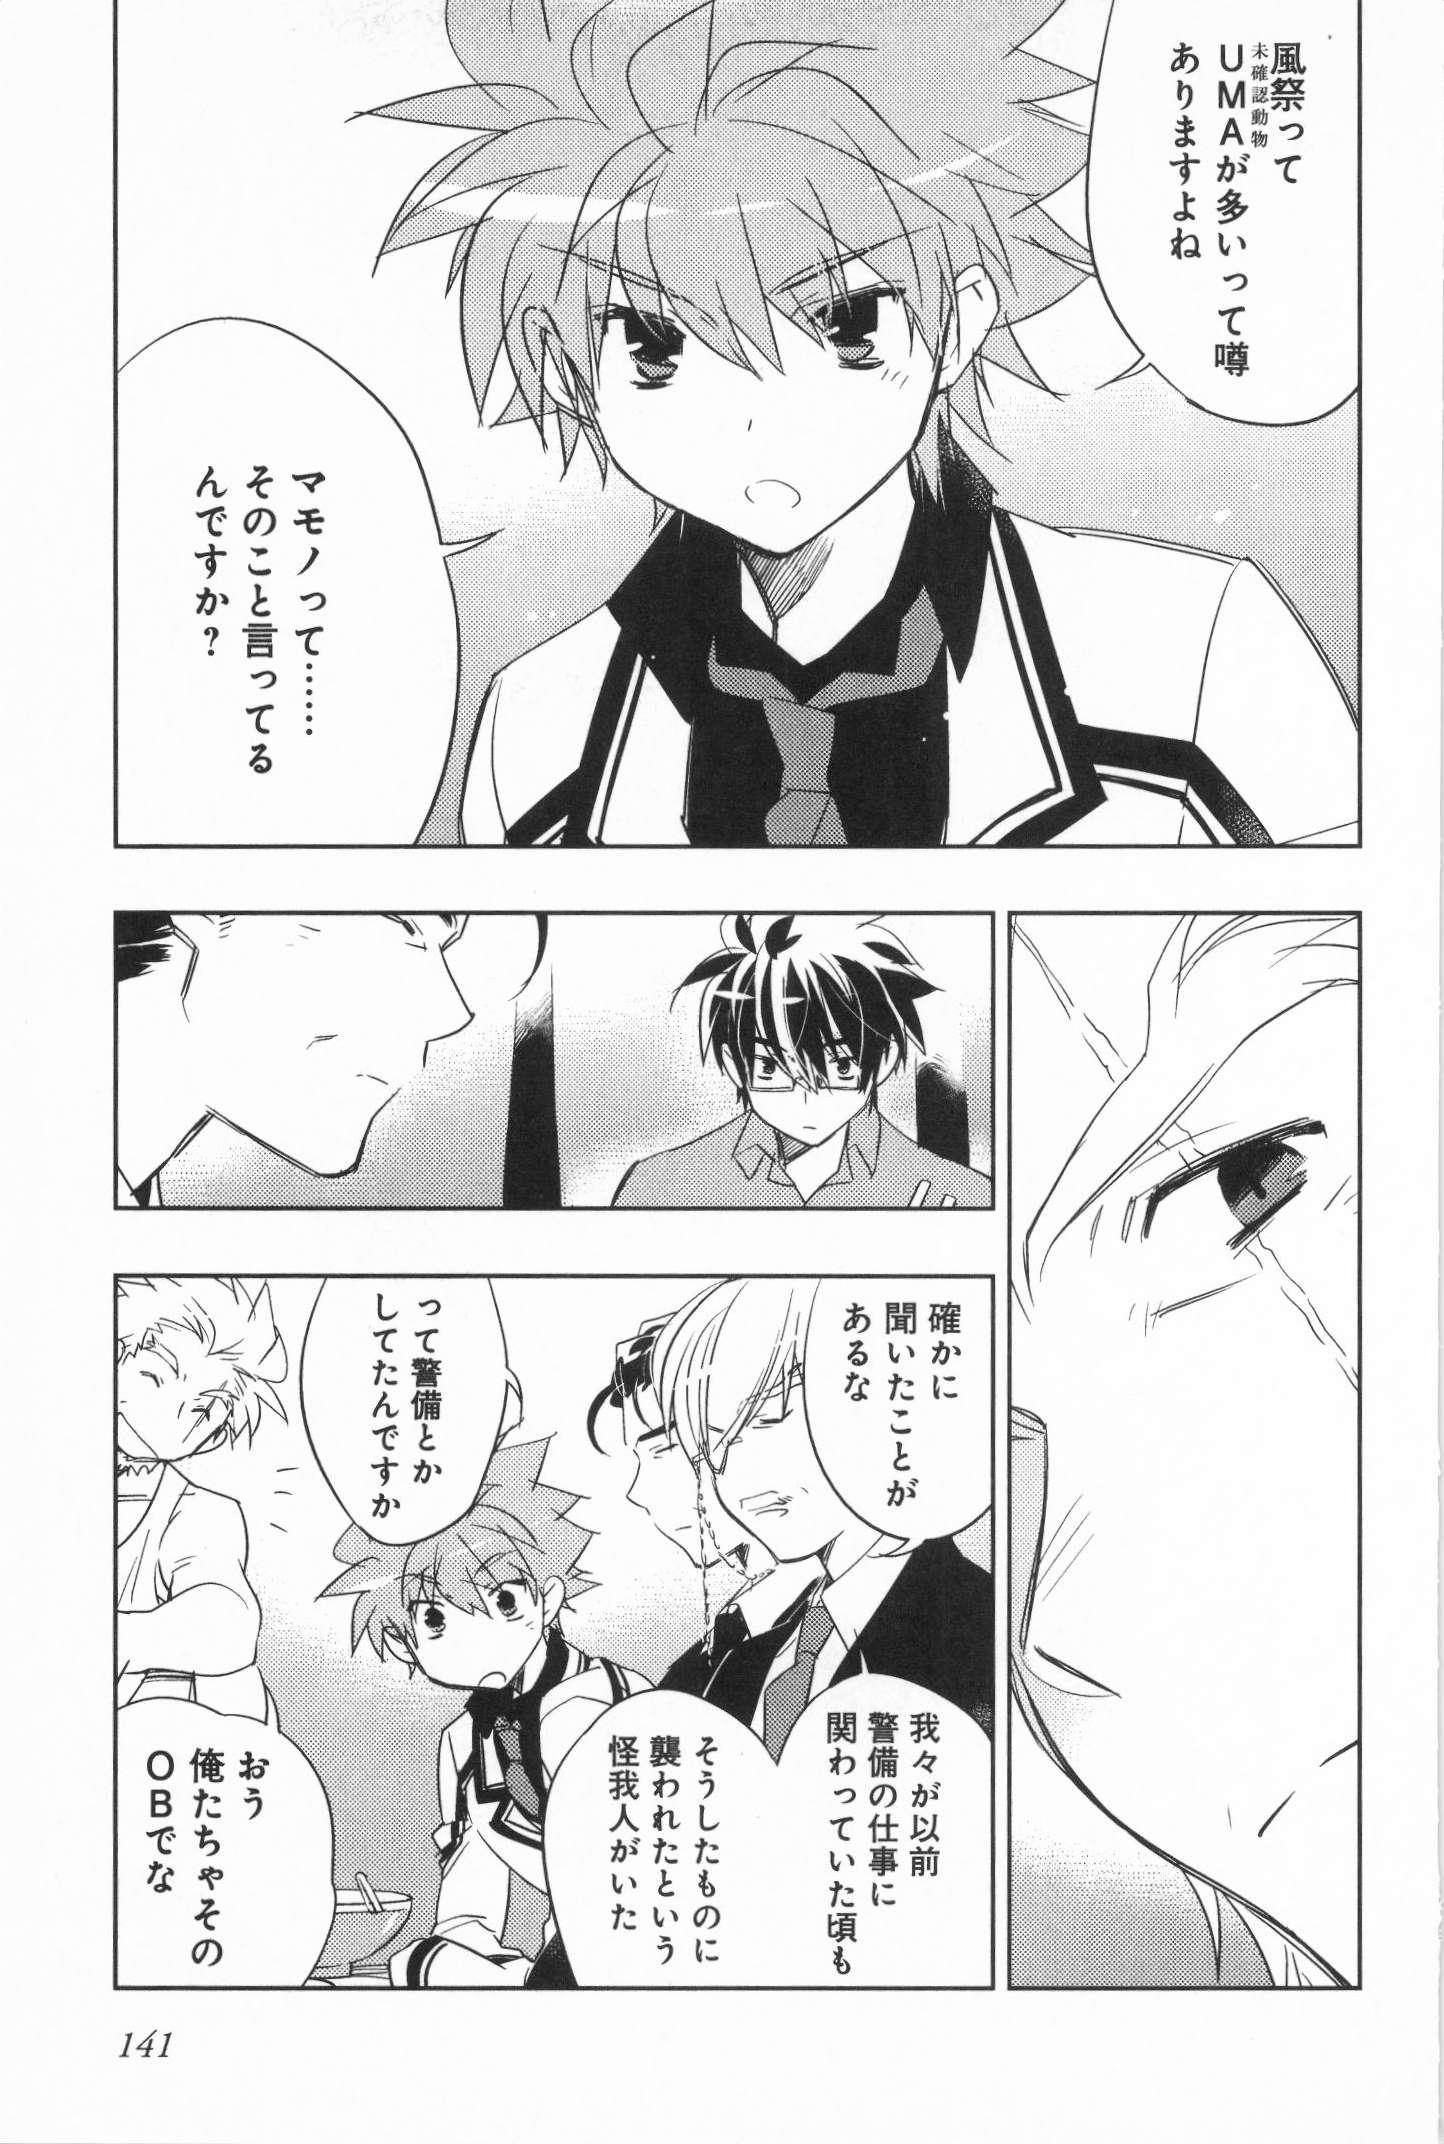 風祭って
UMAが多いって噂
未確認動物
ありますよね
マモノって……
そのこと言ってる
んですか?
確かに
聞いたことが
あるな
我々が以前
警備の仕事に
関わっていた頃も
そうしたものに
襲われたという
怪我人がいた
って警備とか
してたんですか
おう
俺たちゃその
OBでな
141